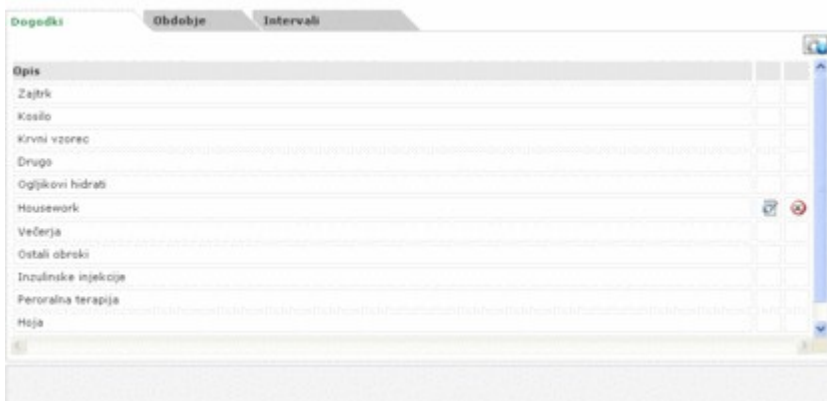 Dogodki Obdobje Intervali
Opis
Zajtrk
Kosilo
Krvni vzorec
Drugo
Ogljikovi hidrati
Housework
Večerja
Ostali obroki
Inzulinske injekcije
Peroralna terapija
Hoja